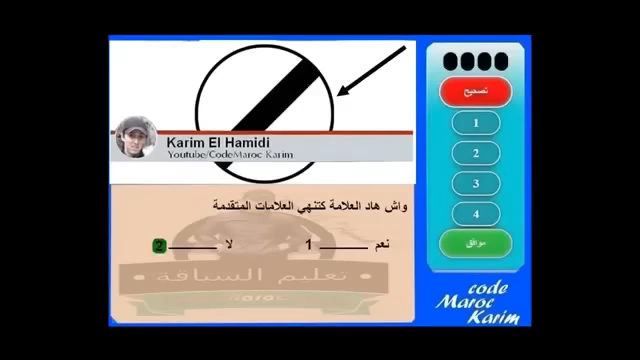 Karim El Hamidi
Youtube/CodeMaroc Karim
واش هاد العلامة كتنهي العلامات المتقدمة
نعم 1 لا 2
تعليم السياقة
Maroc
تصحيح
1
2
3
4
موافق
code
Maroc
Karim